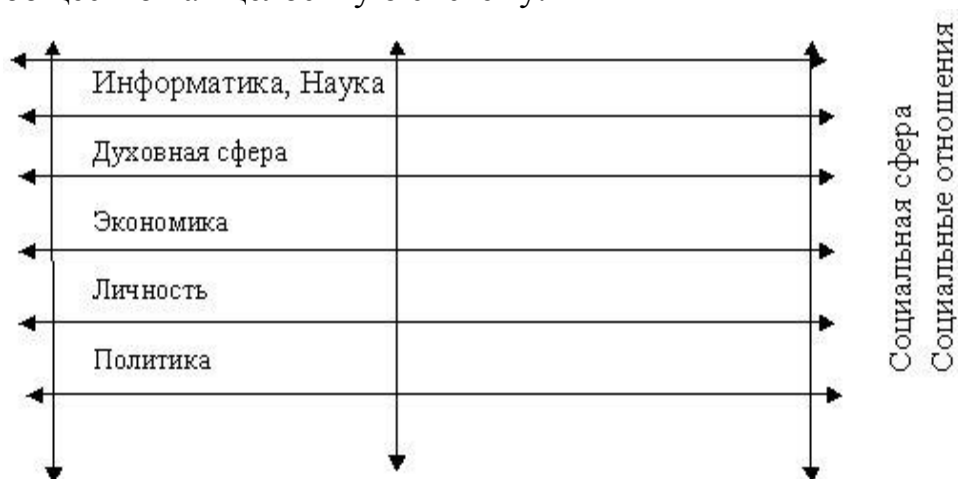 Информатика, Наука
Духовная сфера
Экономика
Личность
Политика
Социальная сфера
Социальные отношения